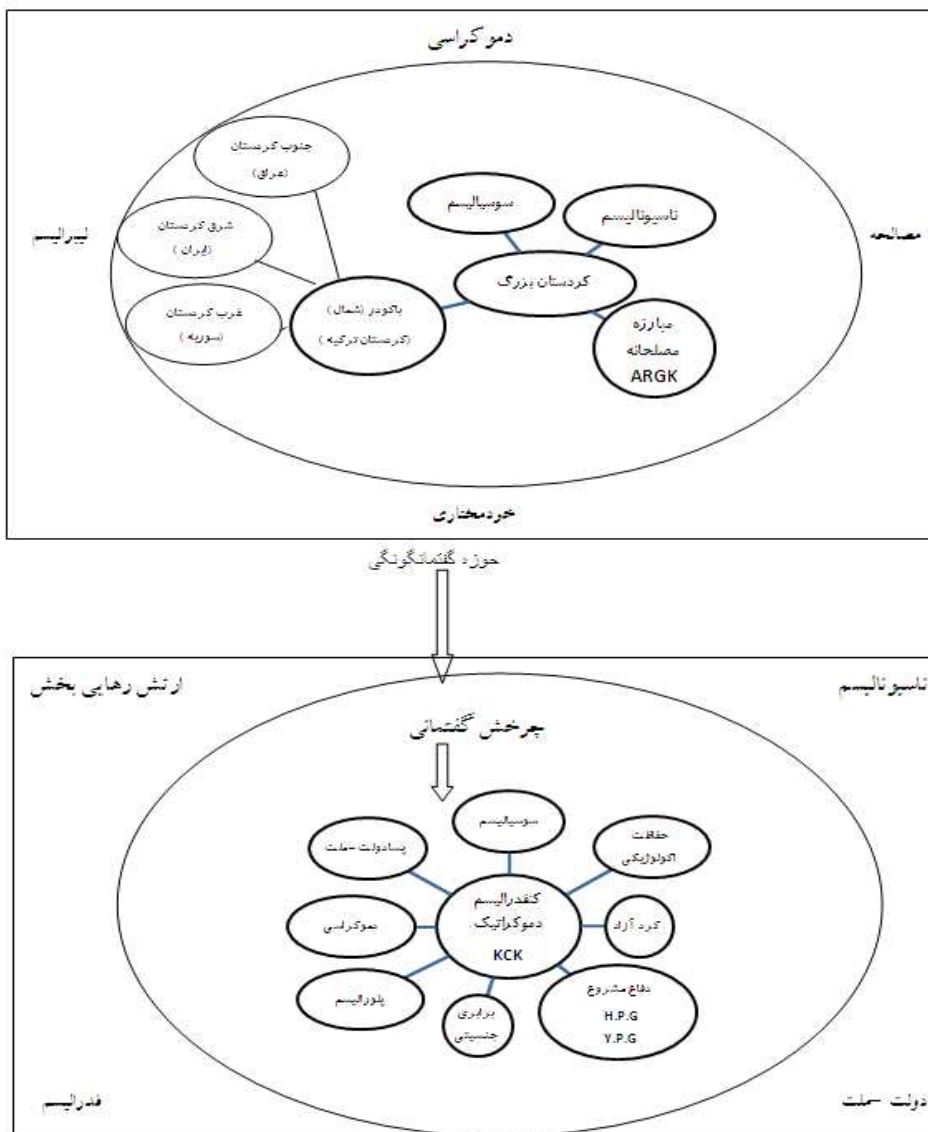 دموکراسی
جنوب کردستان
(عراق)
سوسیالیسم
ناسیونالیسم
شرق کردستان
(ایران )
لیبرالیسم
مصالحه
کردستان بزرگ
غرب کردستان
(سوریه )
باکودر (شمال )
(کردستان ترکیه )
مبارزه
مصلحانه
ARGK
خودمختاری
حوزه گفتمانگونگی
ناسیونالیسم
ارتش رهایی بخش
چرخش گفتمانی
سوسیالیسم
حفاظت
اکولوژیکی
پسادولت -ملت
کنفدرالیسم
دموکراتیک
KCK
کرد آزاد
دموکراسی
دفاع مشروع
H.P.G
Y.P.G
پلورالیسم
برابری
جنسیتی
دولت -ملت
فدرالیسم